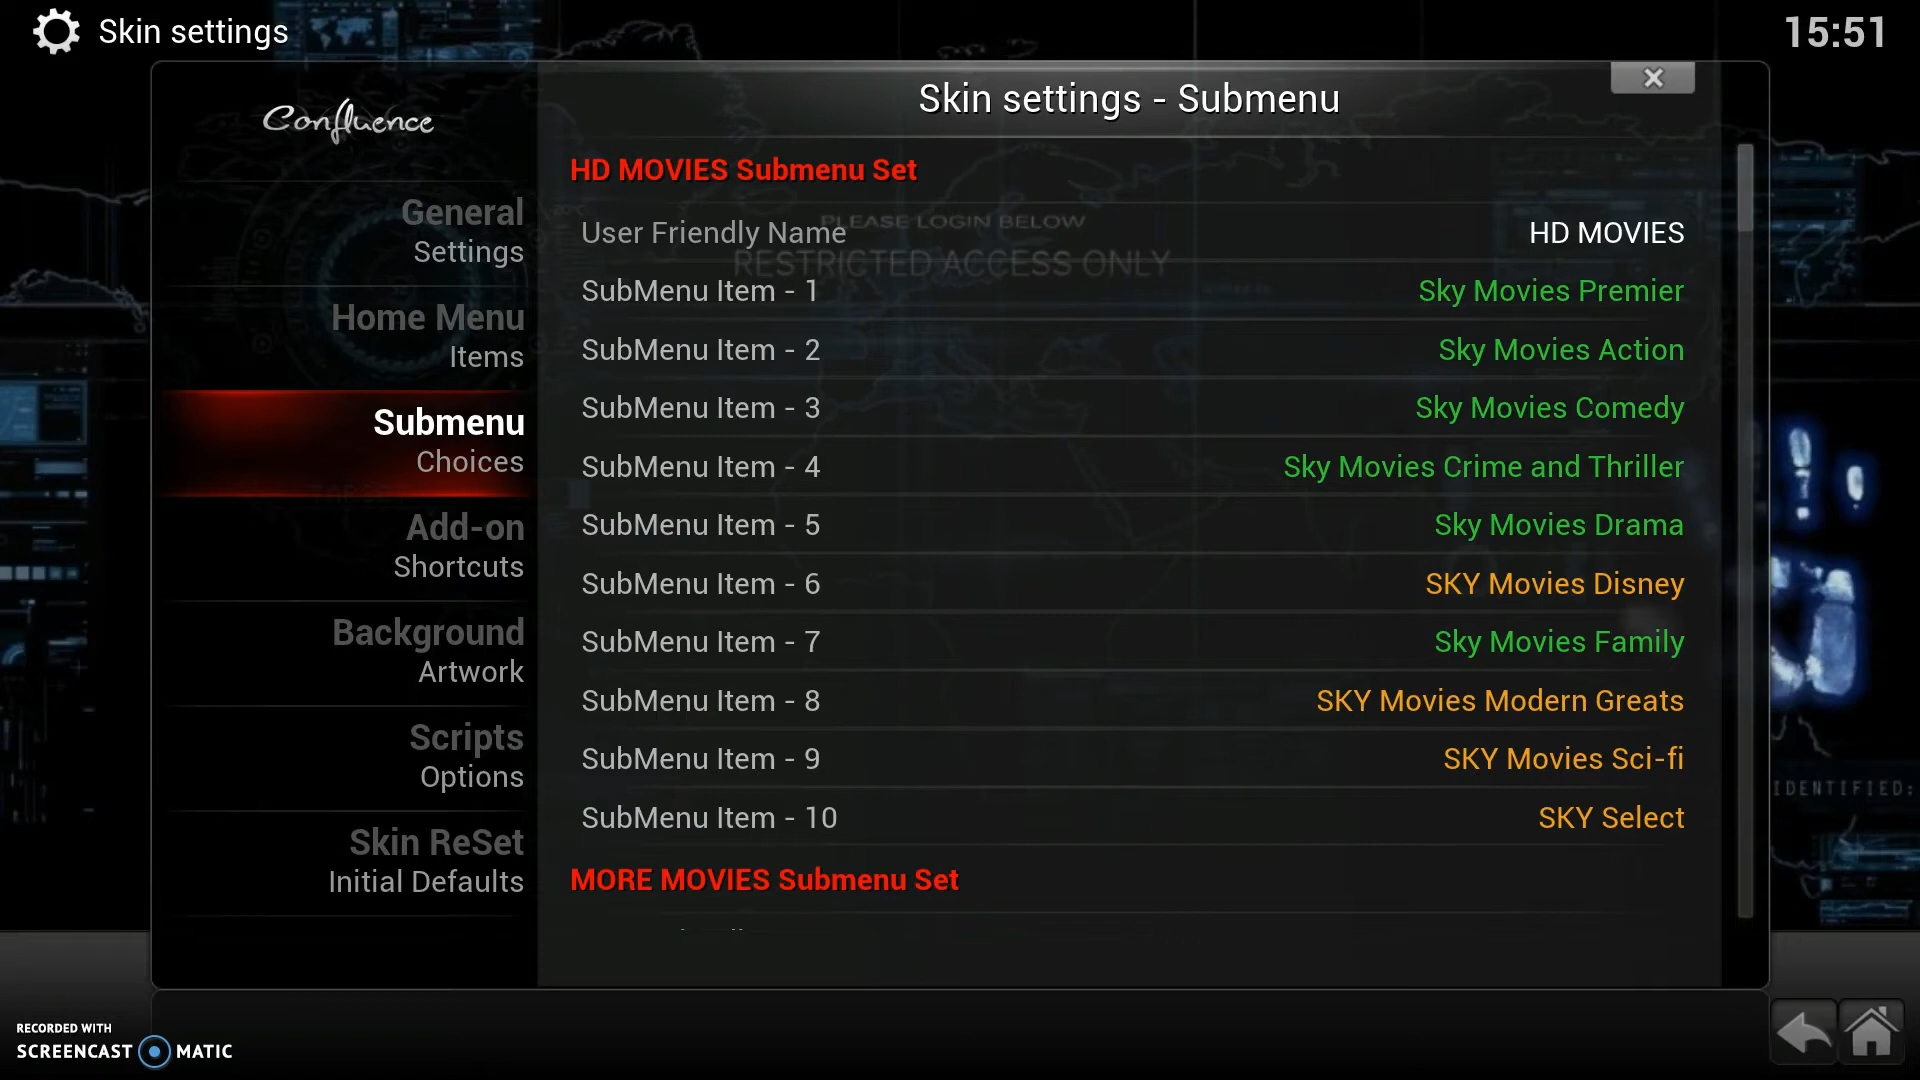 Skin settings
15:51
Confluence
Skin settings - Submenu
General
Settings
Home Menu
Items
Submenu
Choices
Add-on
Shortcuts
Background
Artwork
Scripts
Options
Skin ReSet
Initial Defaults
HD MOVIES Submenu Set
PLEASE LOGIN BELOW
User Friendly Name HD MOVIES
RESTRICTED ACCESS ONLY
SubMenu Item - 1 Sky Movies Premier
SubMenu Item - 2 Sky Movies Action
SubMenu Item - 3 Sky Movies Comedy
SubMenu Item - 4 Sky Movies Crime and Thriller
SubMenu Item - 5 Sky Movies Drama
SubMenu Item - 6 SKY Movies Disney
SubMenu Item - 7 Sky Movies Family
SubMenu Item - 8 SKY Movies Modern Greats
SubMenu Item - 9 SKY Movies Sci-fi
SubMenu Item - 10 SKY Select
MORE MOVIES Submenu Set
IDENTIFIED:
RECORDED WITH
SCREENCAST MATIC